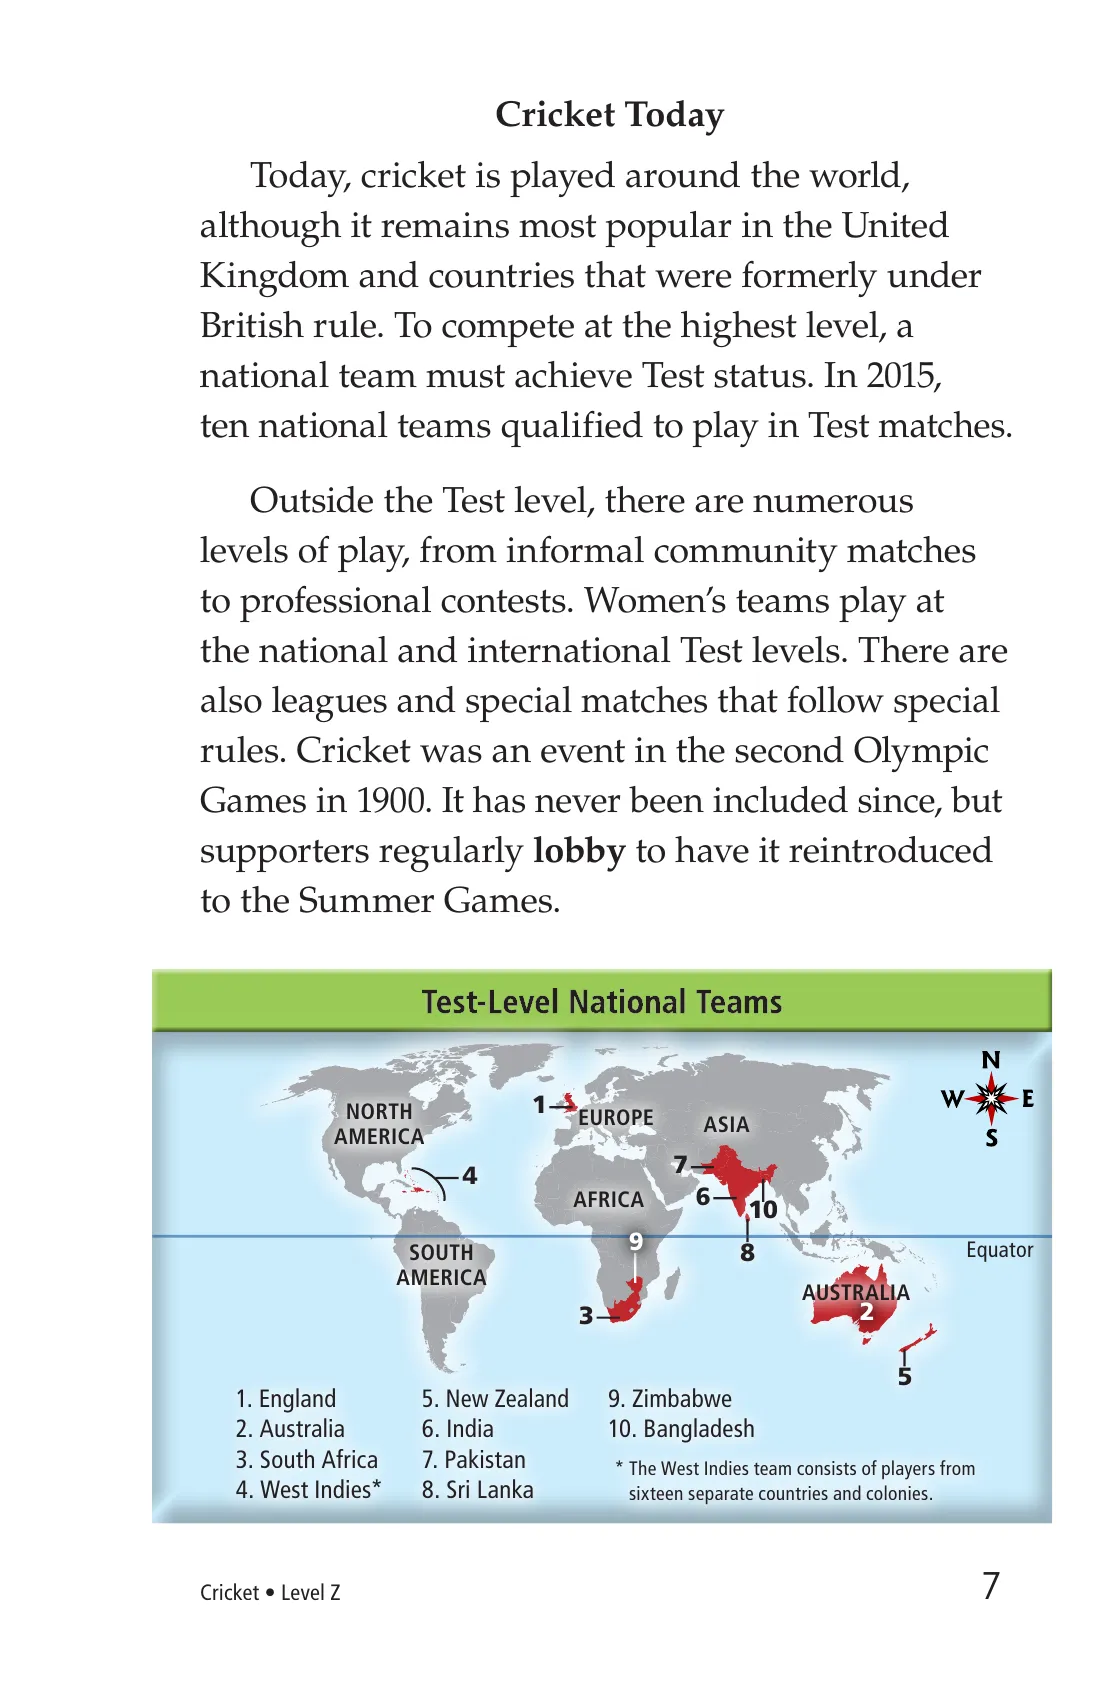 Cricket Today
Today, cricket is played around the world,
although it remains most popular in the United
Kingdom and countries that were formerly under
British rule. To compete at the highest level, a
national team must achieve Test status. In 2015,
ten national teams qualified to play in Test matches.
Outside the Test level, there are numerous
levels of play, from informal community matches
to professional contests. Women’s teams play at
the national and international Test levels. There are
also leagues and special matches that follow special
rules. Cricket was an event in the second Olympic
Games in 1900. It has never been included since, but
supporters regularly lobby to have it reintroduced
to the Summer Games.
Test-Level National Teams
N
W E
S
NORTH
AMERICA
1
EUROPE
ASIA
4
7
AFRICA
6
10
9
8
Equator
SOUTH
AMERICA
3
AUSTRALIA
2
5
1. England
2. Australia
3. South Africa
4. West Indies*
5. New Zealand
6. India
7. Pakistan
8. Sri Lanka
9. Zimbabwe
10. Bangladesh
* The West Indies team consists of players from
sixteen separate countries and colonies.
Cricket • Level Z
7